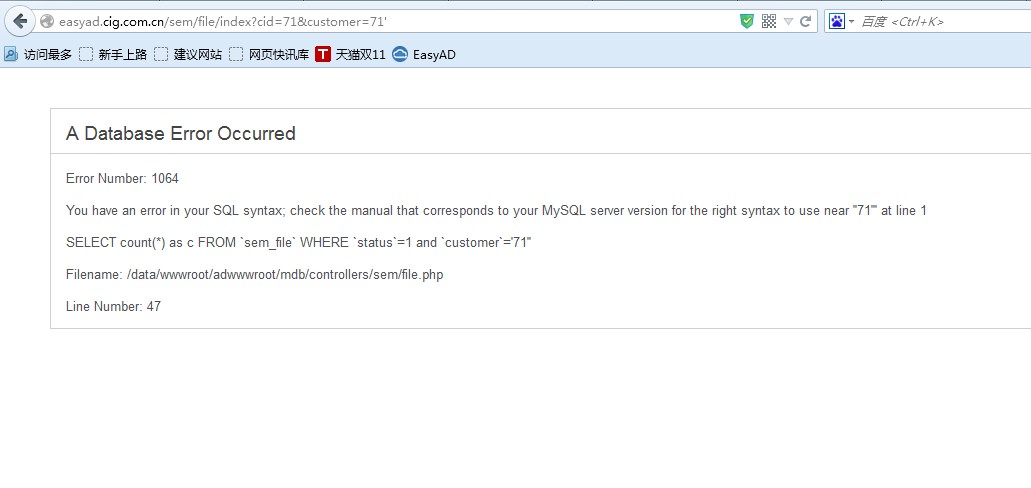 easyad.cig.com.cn/sem/file/index?cid=71&customer=71'
百度 <Ctrl+K>
访问最多 新手上路 建议网站 网页快讯库 T 天猫双11 EasyAD
A Database Error Occurred
Error Number: 1064
You have an error in your SQL syntax; check the manual that corresponds to your MySQL server version for the right syntax to use near ''71''' at line 1
SELECT count(*) as c FROM `sem_file` WHERE `status`=1 and `customer`='71''
Filename: /data/wwwroot/adwwwroot/mdb/controllers/sem/file.php
Line Number: 47